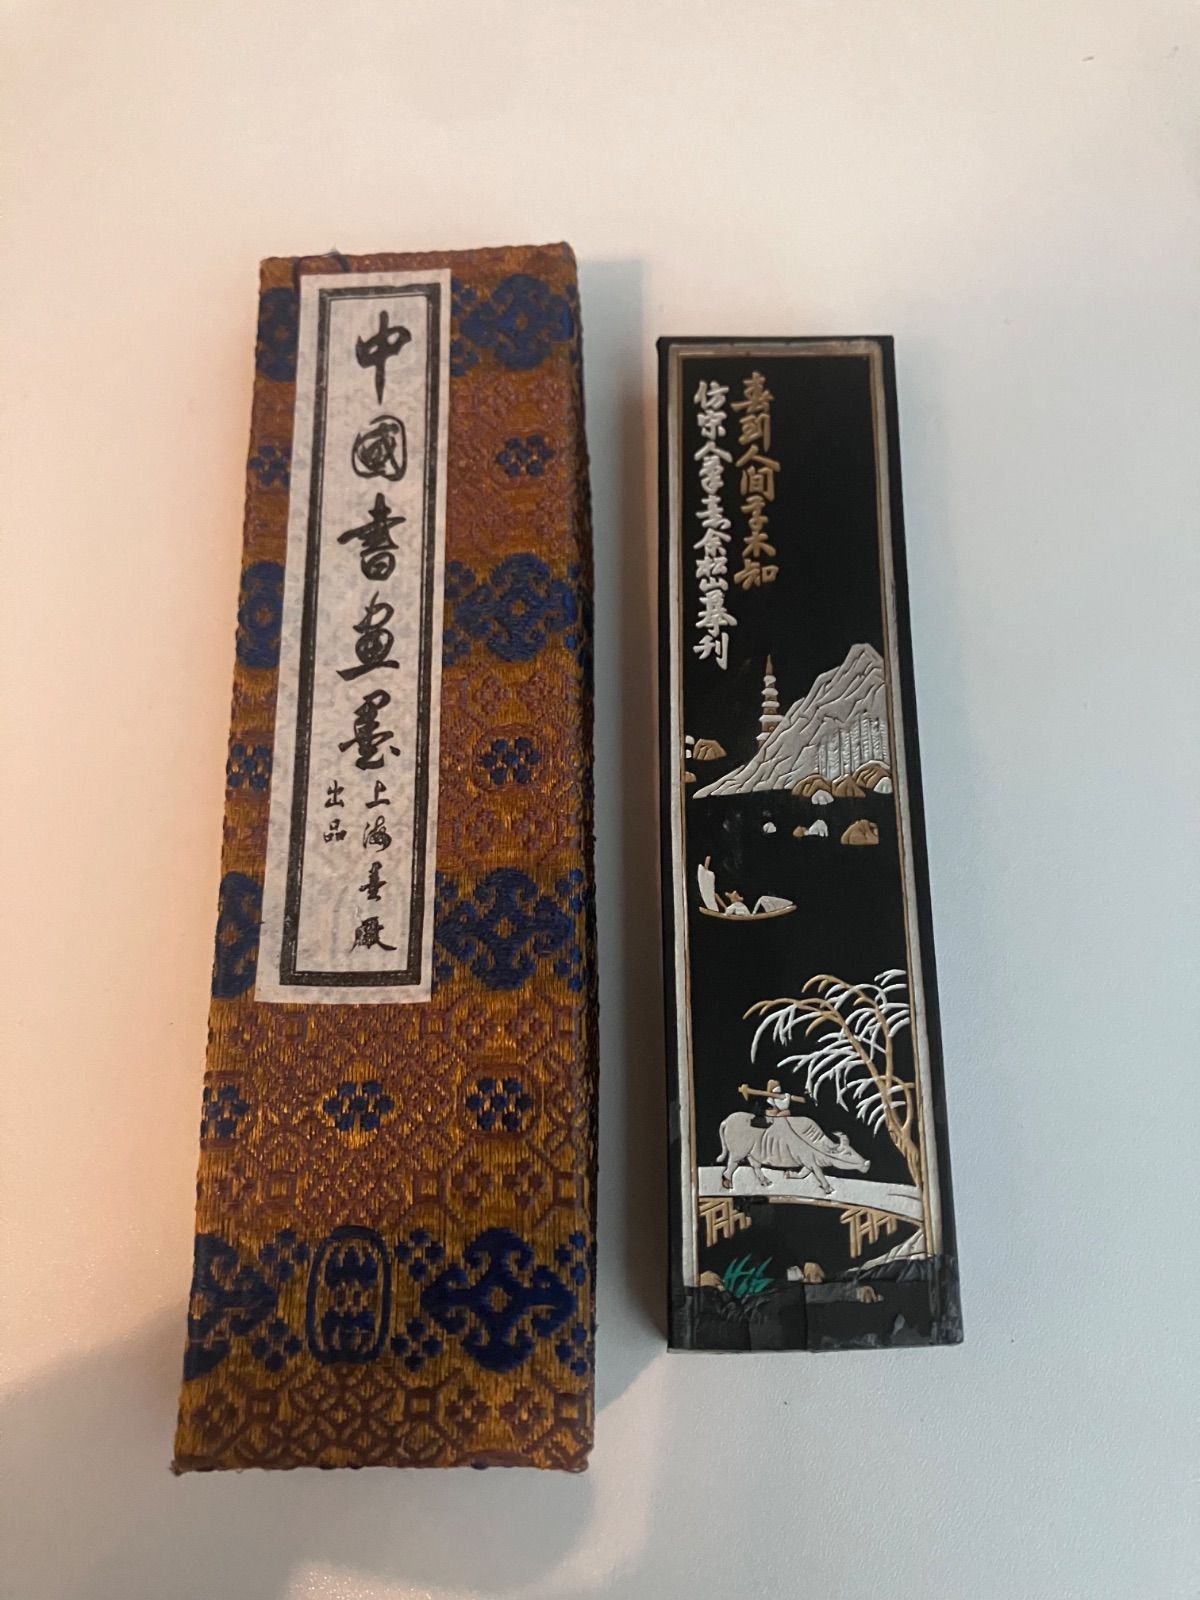 中國書畫墨
上海墨廠
出品
春到人间草木知
仿宋人筆意余松山摹刊